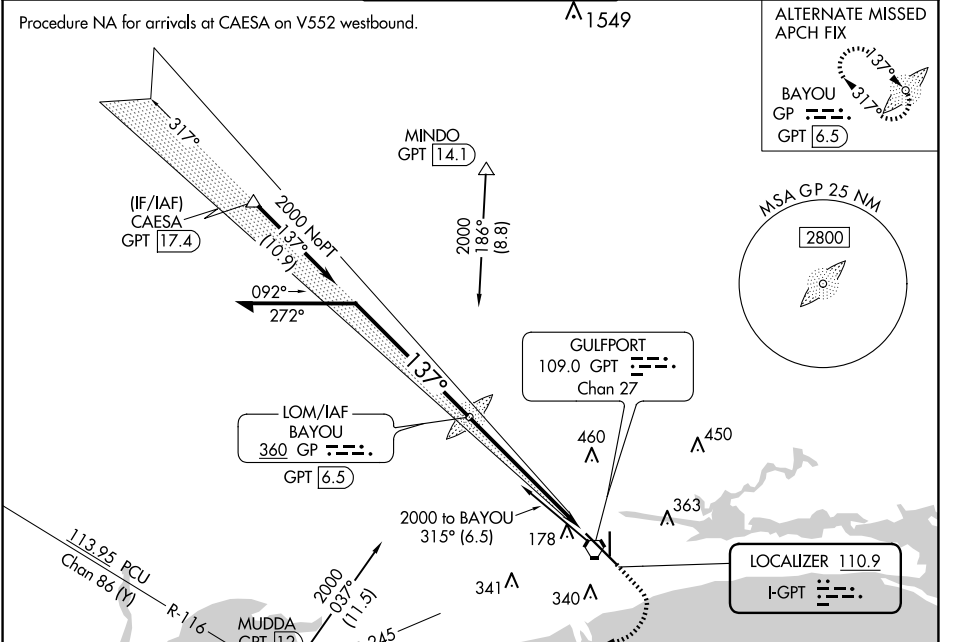 Procedure NA for arrivals at CAESA on V552 westbound.
1549
ALTERNATE MISSED
APCH FIX
137°
317°
BAYOU
GP
GPT 6.5
MINDO
GPT 14.1
2000
186°
(8.8)
MSA GP 25 NM
2800
317°
(IF/IAF)
CAESA
GPT 17.4
2000 NoPT
137°
(10.9)
092°
272°
137°
GULFPORT
109.0 GPT
Chan 27
LOM/IAF
BAYOU
360 GP
GPT 6.5
460
450
363
2000 to BAYOU
315° (6.5)
178
341
340
LOCALIZER 110.9
I-GPT
113.95 PCU
Chan 86 (Y)
R-116
2000
037°
(11.5)
MUDDA
GPT 12
245